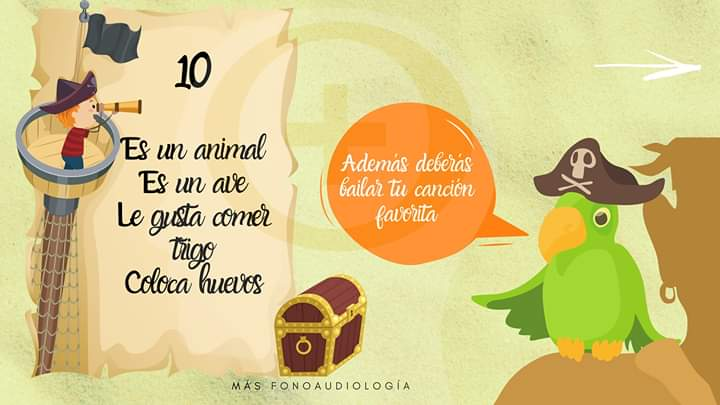 10
Es un animal
Es un ave
Le gusta comer
trigo
Coloca huevos
Además deberás
bailar tu canción
favorita
MÁS FONOAUDIOLOGÍA